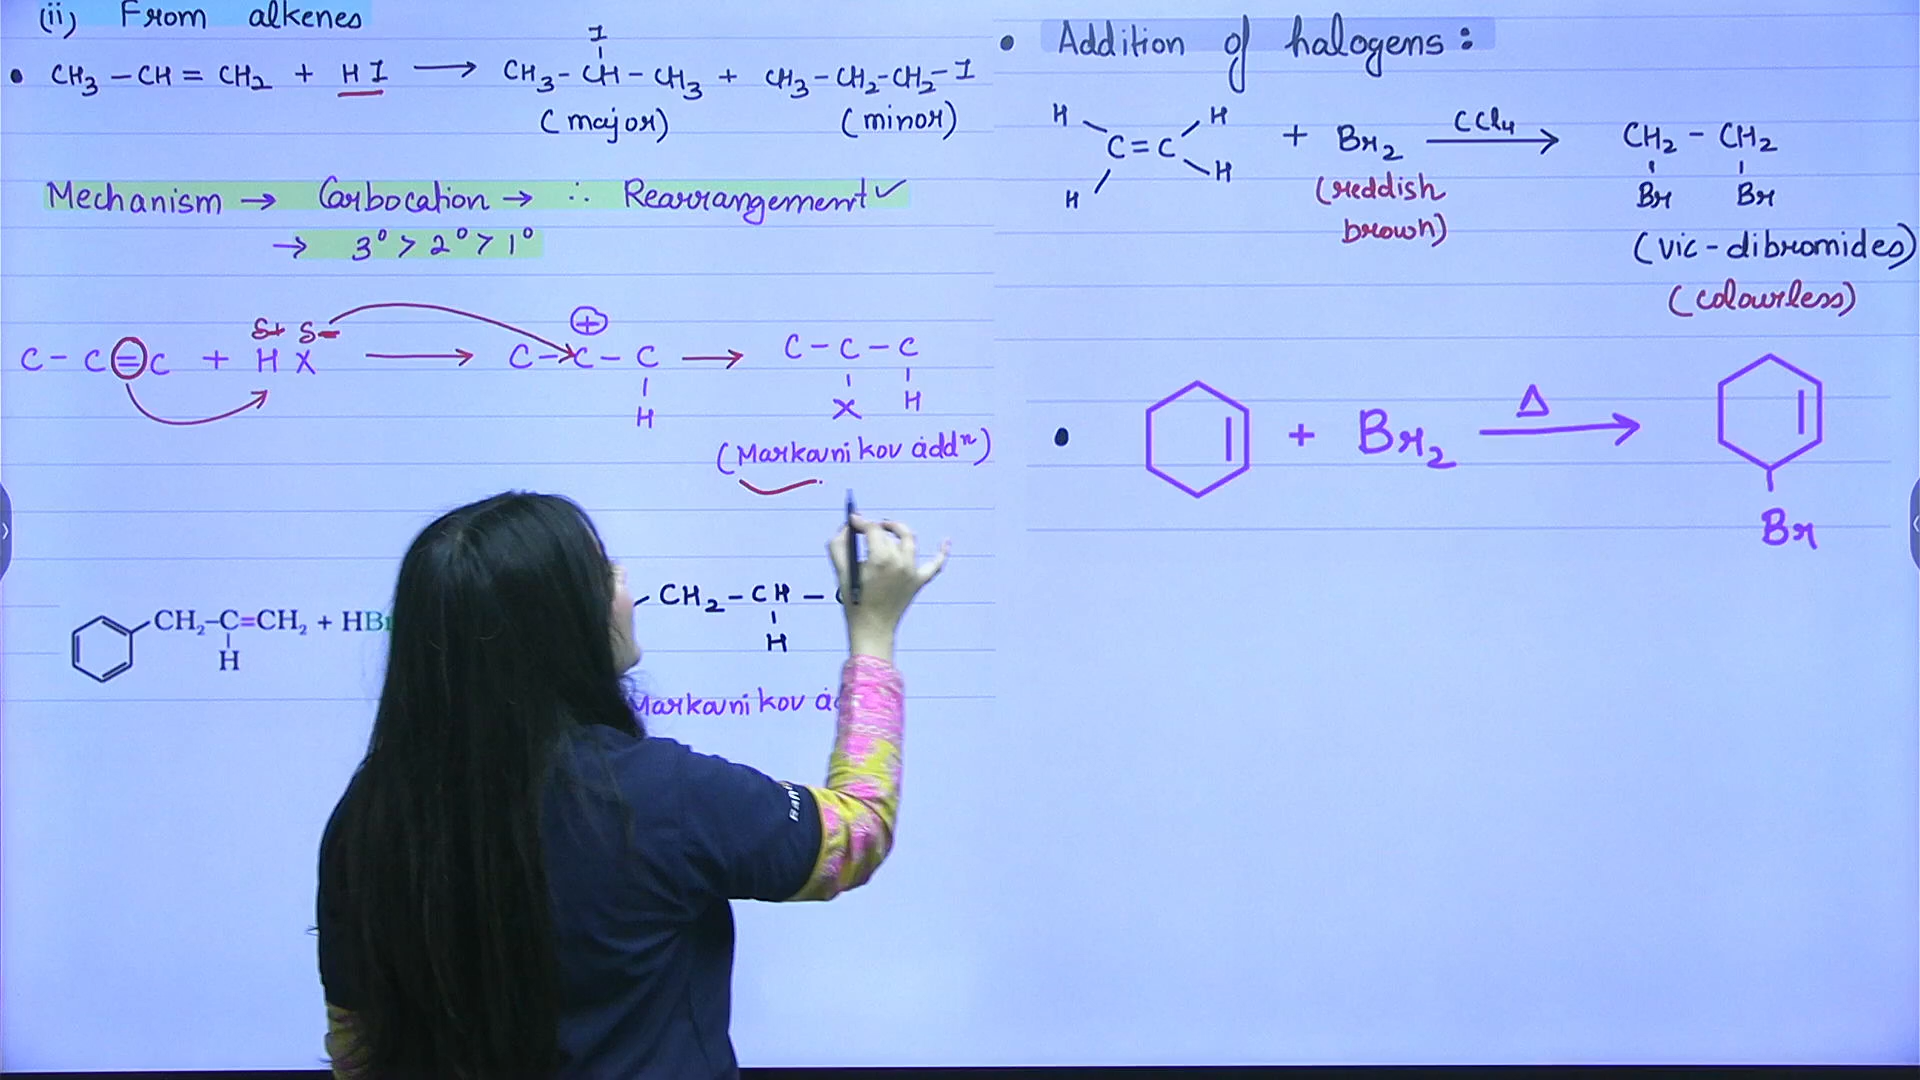 (ii) From alkenes
• CH3 – CH = CH2 + HI ⟶ CH3 – CH – CH3 + CH3 – CH2 – CH2 – I
I
(major) (minor)
Mechanism → Carbocation → ∴ Rearrangement ✓
→ 3° > 2° > 1°
δ+ δ− ⊕
C – C = C + H X ⟶ C – C – C ⟶ C – C – C
H X H
(Markovnikov addⁿ)
CH2–C=CH2 + HBr
H
CH2 – CH –
H
Markovnikov
• Addition of halogens :
H H
C = C + Br2 CCl4 ⟶ CH2 – CH2
H H Br Br
(reddish brown)
(vic-dibromides)
(colourless)
• + Br2 Δ ⟶
Br